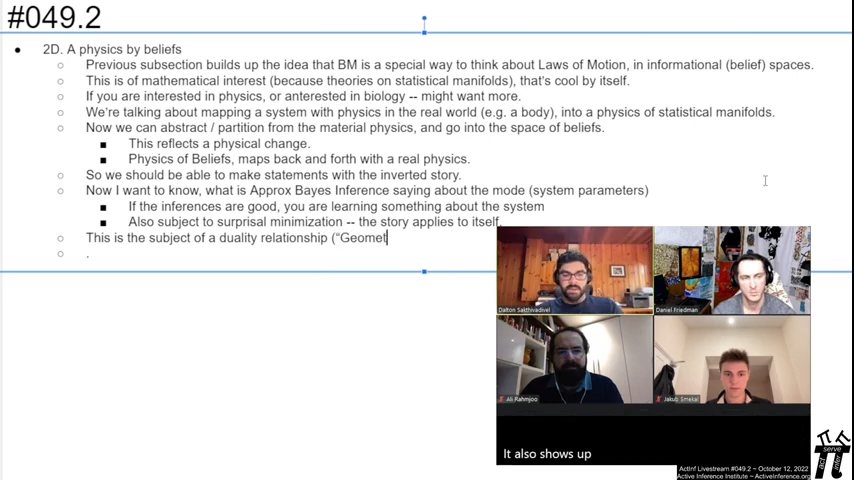 #049.2
● 2D. A physics by beliefs
○ Previous subsection builds up the idea that BM is a special way to think about Laws of Motion, in informational (belief) spaces.
○ This is of mathematical interest (because theories on statistical manifolds), that's cool by itself.
○ If you are interested in physics, or anterested in biology -- might want more.
○ We're talking about mapping a system with physics in the real world (e.g. a body), into a physics of statistical manifolds.
○ Now we can abstract / partition from the material physics, and go into the space of beliefs.
■ This reflects a physical change.
■ Physics of Beliefs, maps back and forth with a real physics.
○ So we should be able to make statements with the inverted story.
○ Now I want to know, what is Approx Bayes Inference saying about the mode (system parameters)
■ If the inferences are good, you are learning something about the system
■ Also subject to surprisal minimization -- the story applies to itself.
○ This is the subject of a duality relationship ("Geomet
○ .
Dalton Sakthivadivel
Daniel Friedman
Ali Rahmjoo
Jakub Smekal
It also shows up
act
serve
infer
ActInf Livestream #049.2 ~ October 12, 2022
Active Inference Institute ~ ActiveInference.org